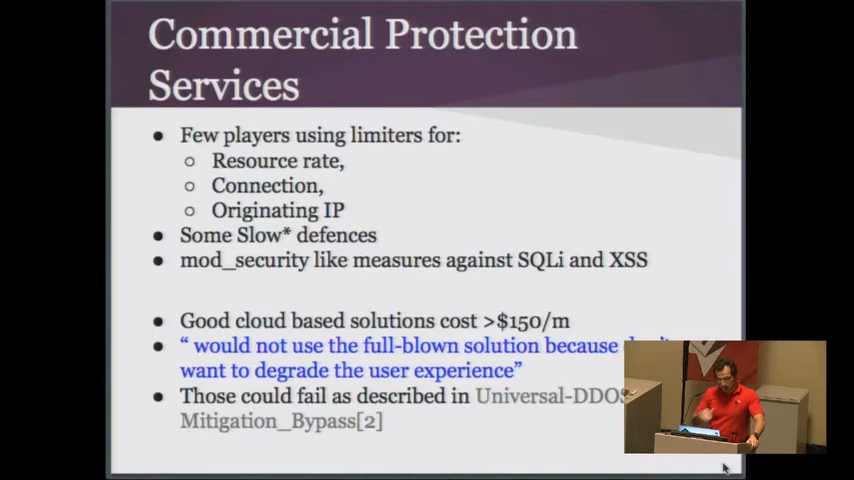 Commercial Protection
Services
● Few players using limiters for:
○ Resource rate,
○ Connection,
○ Originating IP
● Some Slow* defences
● mod_security like measures against SQLi and XSS
● Good cloud based solutions cost >$150/m
● “ would not use the full-blown solution because
want to degrade the user experience”
● Those could fail as described in Universal-DDOS
Mitigation_Bypass[2]